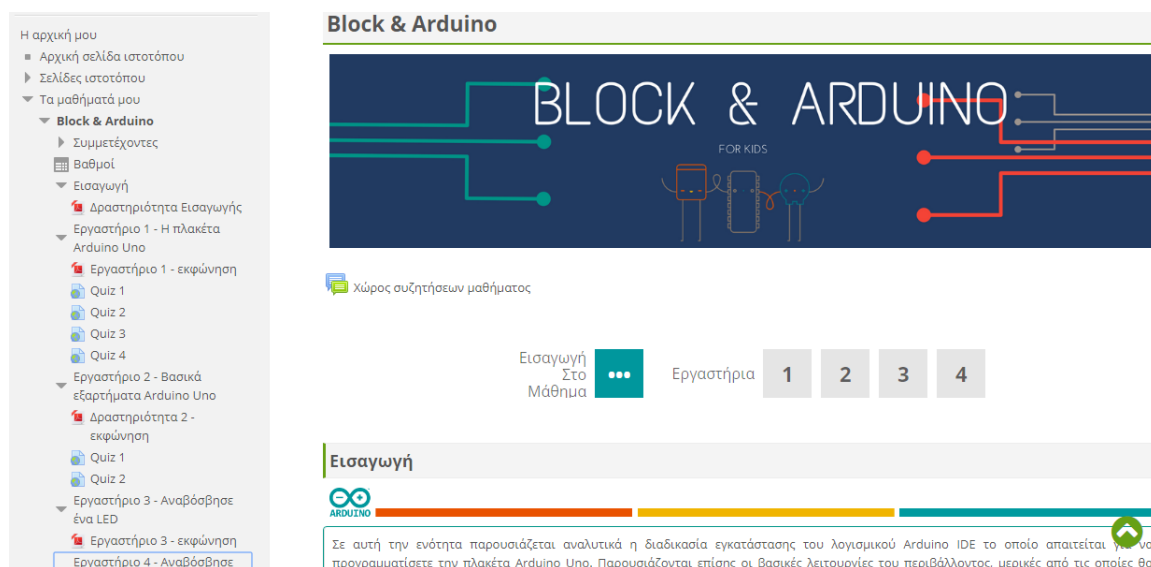 Η αρχική μου
Αρχική σελίδα ιστοτόπου
Σελίδες ιστοτόπου
Τα μαθήματά μου
Block & Arduino
Συμμετέχοντες
Βαθμοί
Εισαγωγή
Δραστηριότητα Εισαγωγής
Εργαστήριο 1 - Η πλακέτα
Arduino Uno
Εργαστήριο 1 - εκφώνηση
Quiz 1
Quiz 2
Quiz 3
Quiz 4
Εργαστήριο 2 - Βασικά
εξαρτήματα Arduino Uno
Δραστηριότητα 2 -
εκφώνηση
Quiz 1
Quiz 2
Εργαστήριο 3 - Αναβόσβησε
ένα LED
Εργαστήριο 3 - εκφώνηση
Εργαστήριο 4 - Αναβόσβησε
Block & Arduino
BLOCK & ARDUINO
FOR KIDS
Χώρος συζητήσεων μαθήματος
Εισαγωγή
Στο
Μάθημα
Εργαστήρια 1 2 3 4
Εισαγωγή
ARDUINO
Σε αυτή την ενότητα παρουσιάζεται αναλυτικά η διαδικασία εγκατάστασης του λογισμικού Arduino IDE το οποίο απαιτείται για να
προγραμματίσετε την πλακέτα Arduino Uno. Παρουσιάζονται επίσης οι βασικές λειτουργίες του περιβάλλοντος, μερικές από τις οποίες θα